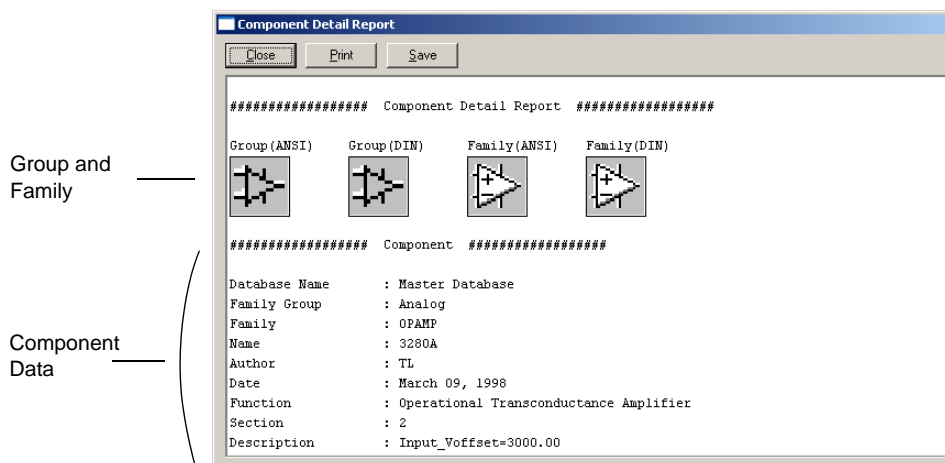 Component Detail Report
Close Print Save
################## Component Detail Report ##################
Group(ANSI) Group(DIN) Family(ANSI) Family(DIN)
Group and
Family
################## Component ##################
Database Name : Master Database
Family Group : Analog
Family : OPAMP
Name : 3280A
Component
Data
Author : TL
Date : March 09, 1998
Function : Operational Transconductance Amplifier
Section : 2
Description : Input_Voffset=3000.00